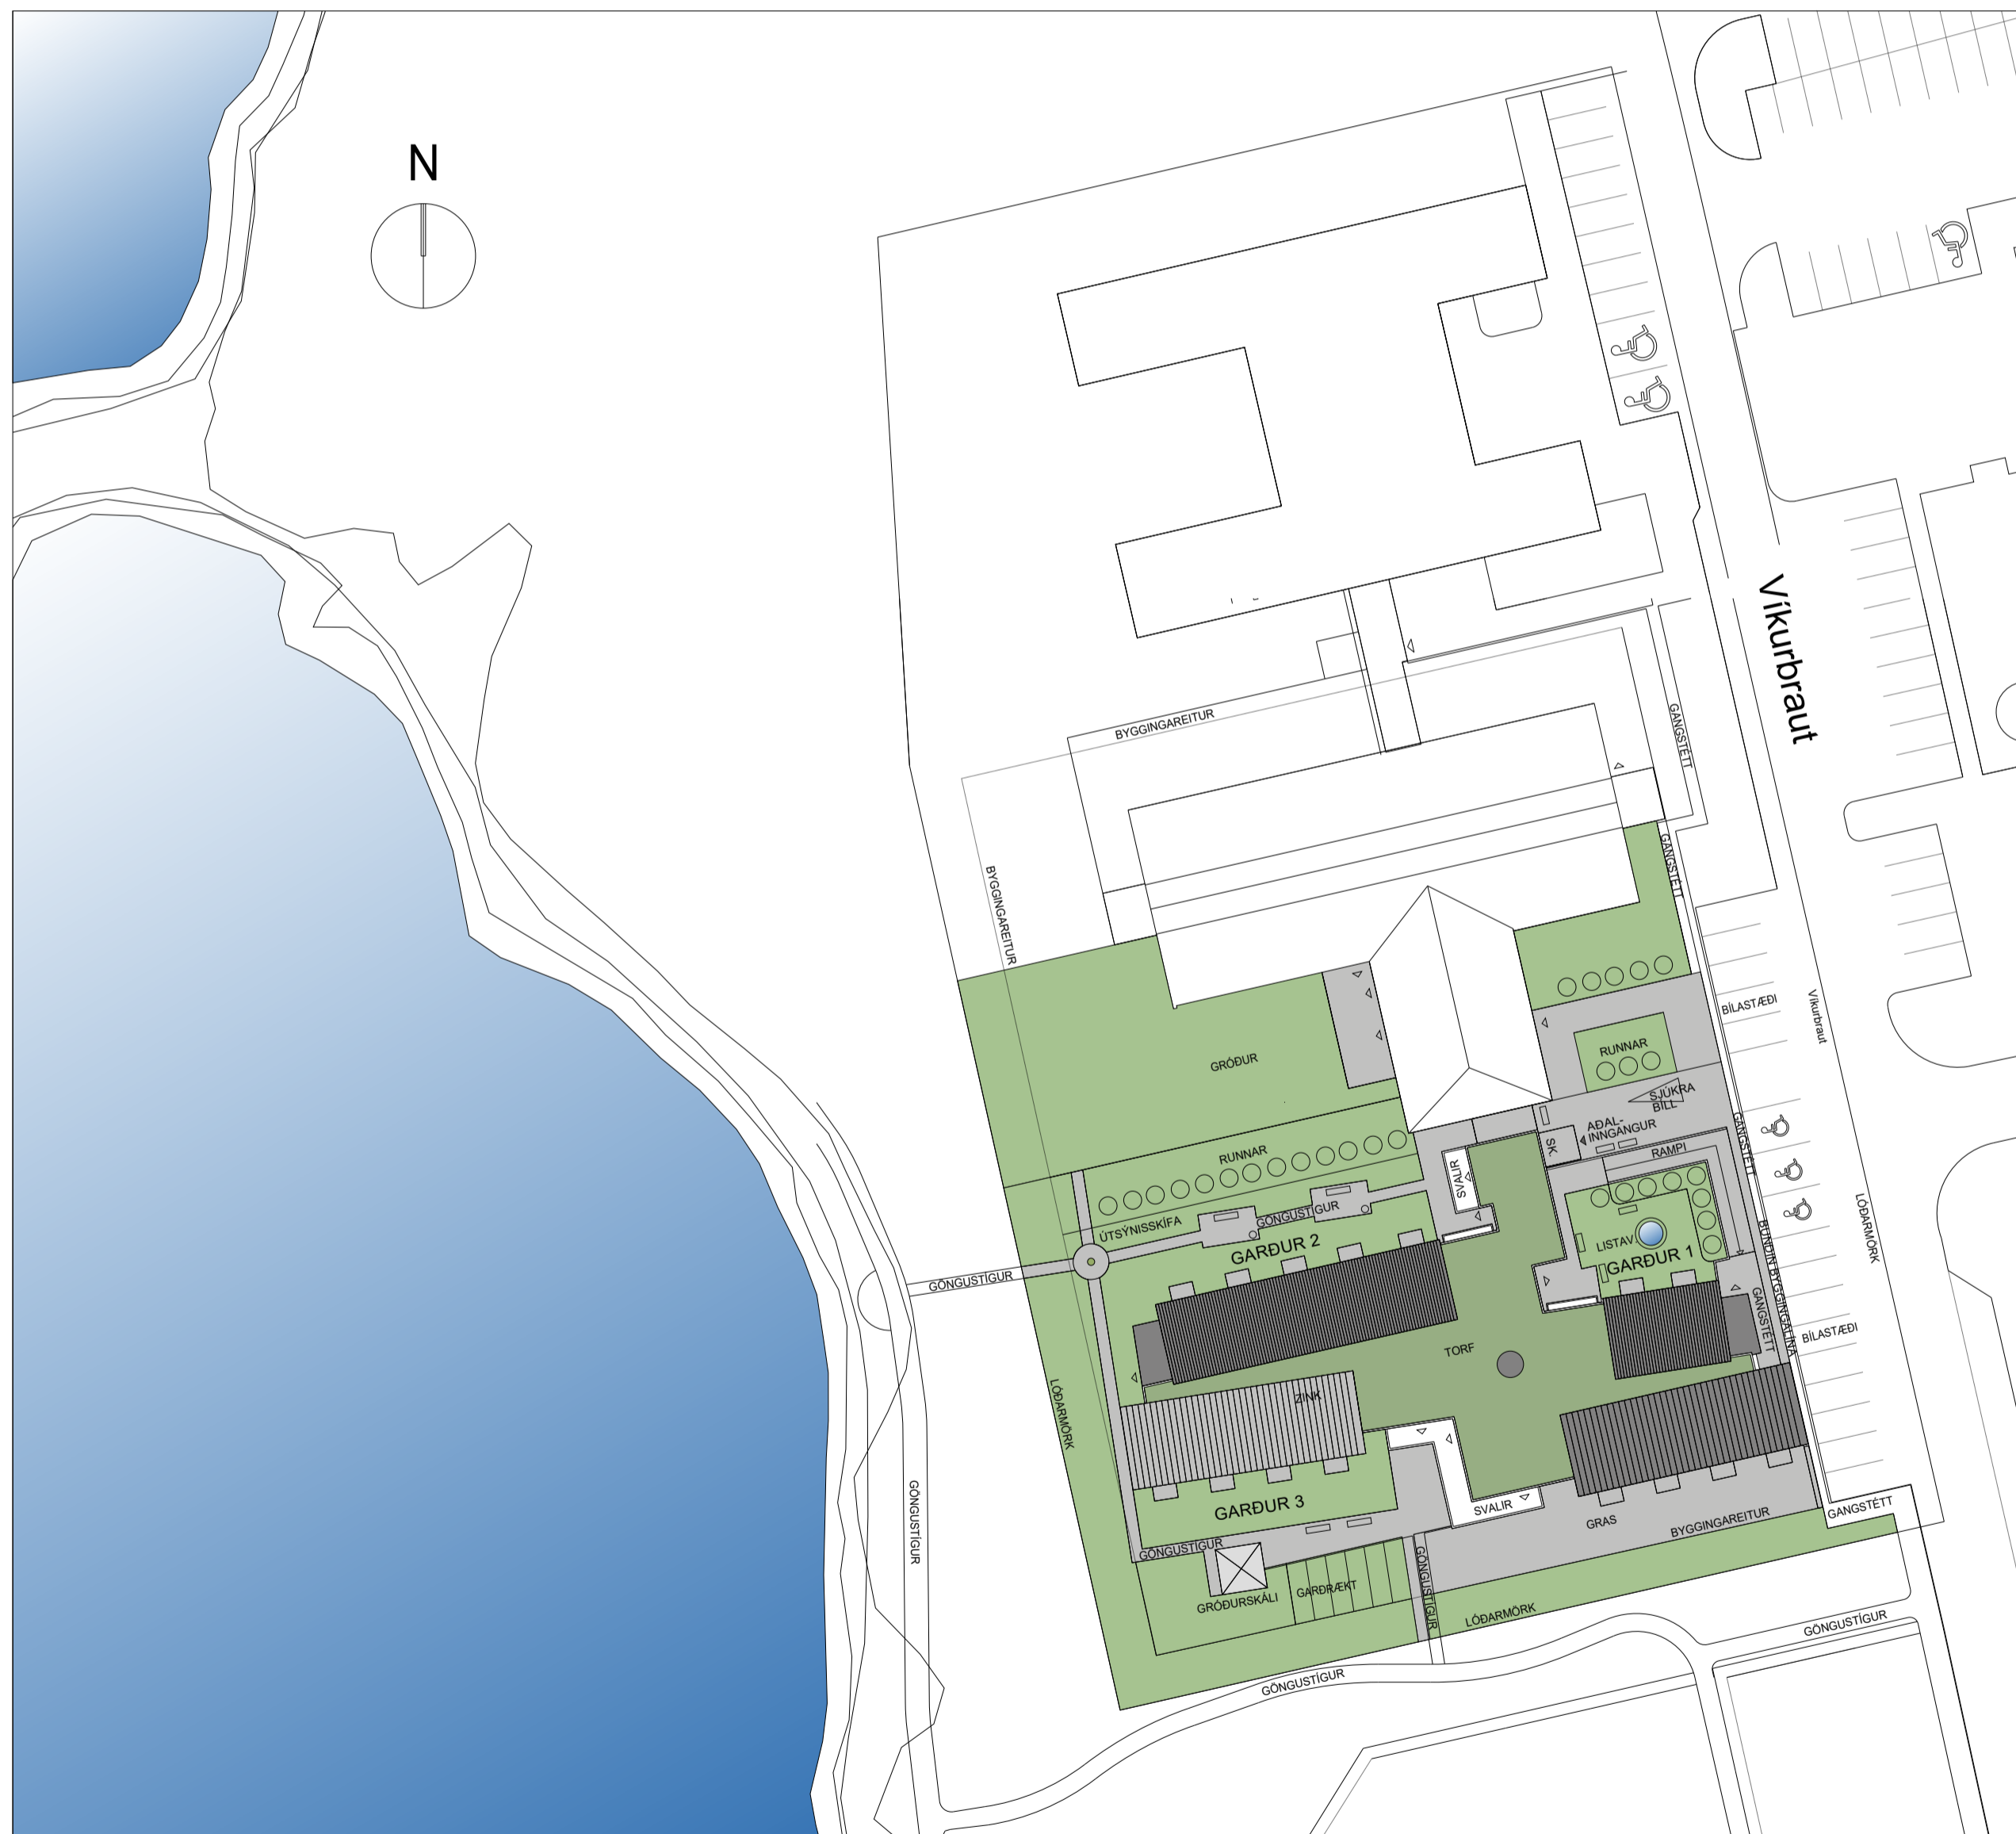 N
Víkurbraut
BYGGINGAREITUR
GANGSTÉTT
BYGGINGAREITUR
GANGSTÉTT
BÍLASTÆÐI
Víkurbraut
GRÓÐUR
RUNNAR
SJÚKRA
BÍLL
AÐAL-
INNGANGUR
SK.
GANGSTÉTT
RUNNAR
SVALIR
RAMPI
ÚTSÝNISSKÍFA
GÖNGUSTÍGUR
GARÐUR 2
LISTAV.
GARÐUR 1
LÓÐARMÖRK
GÖNGUSTÍGUR
BUNDIN BYGGINGALÍNA
GANGSTÉTT
BÍLASTÆÐI
TORF
ZINK
LÓÐARMÖRK
GARÐUR 3
SVALIR
GRAS
BYGGINGAREITUR
GANGSTÉTT
GÖNGUSTÍGUR
GÖNGUSTÍGUR
GARÐRÆKT
GRÓÐURSKÁLI
GÖNGUSTÍGUR
LÓÐARMÖRK
GÖNGUSTÍGUR
GÖNGUSTÍGUR